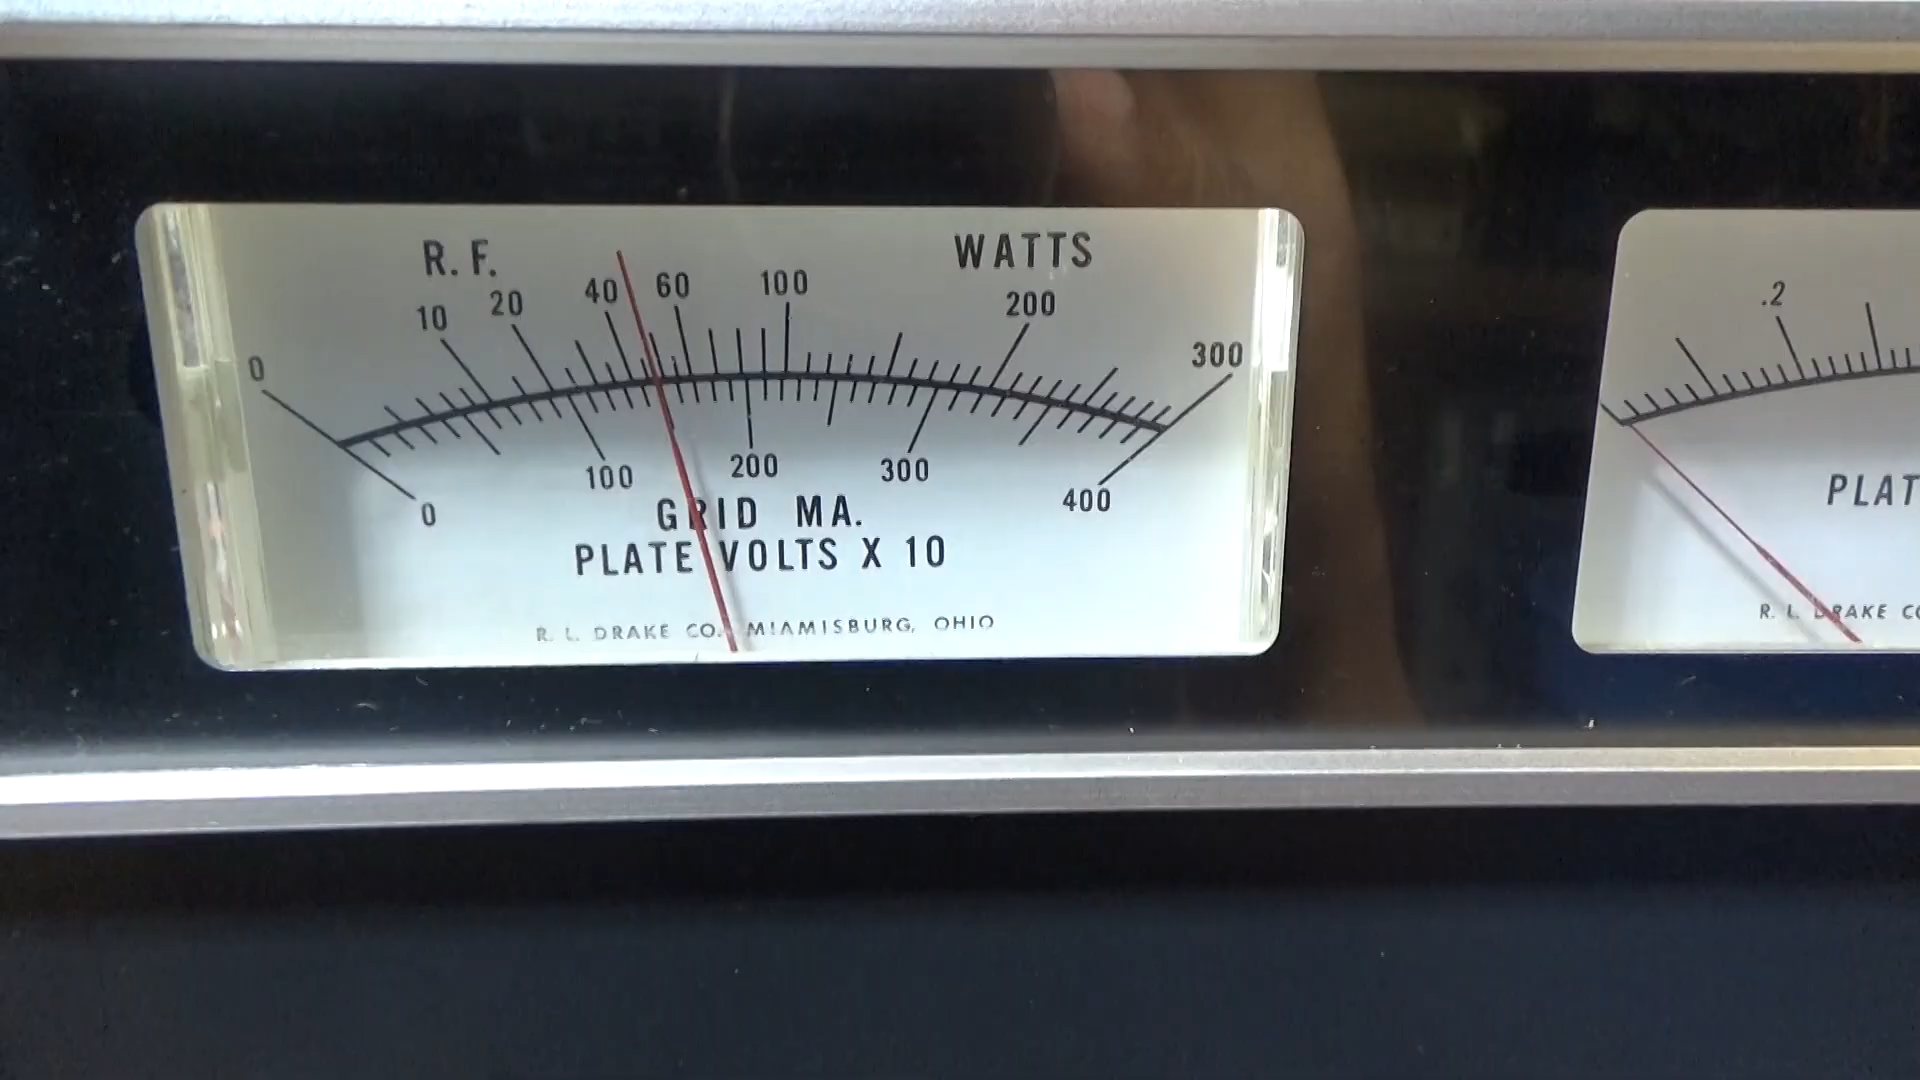 R. F. WATTS
0 10 20 40 60 100 200 300
0 100 200 300 400
GRID MA.
PLATE VOLTS X 10
R. L. DRAKE CO. MIAMISBURG, OHIO
.2
PLAT
R. L. DRAKE CO